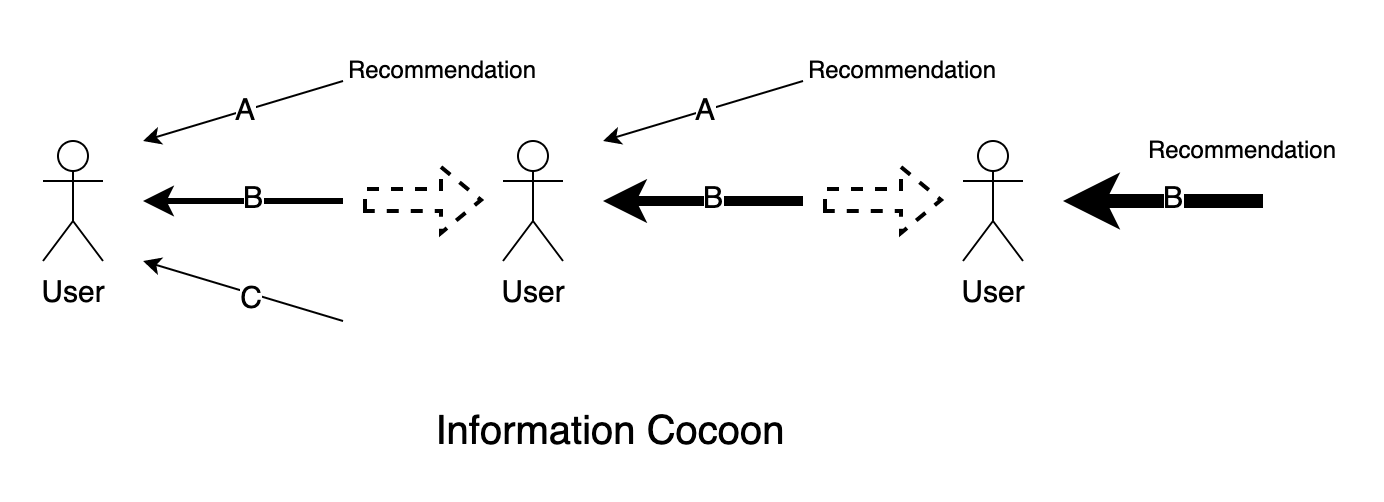 Recommendation
A
B
C
User
Recommendation
A
B
User
Recommendation
B
User
Information Cocoon